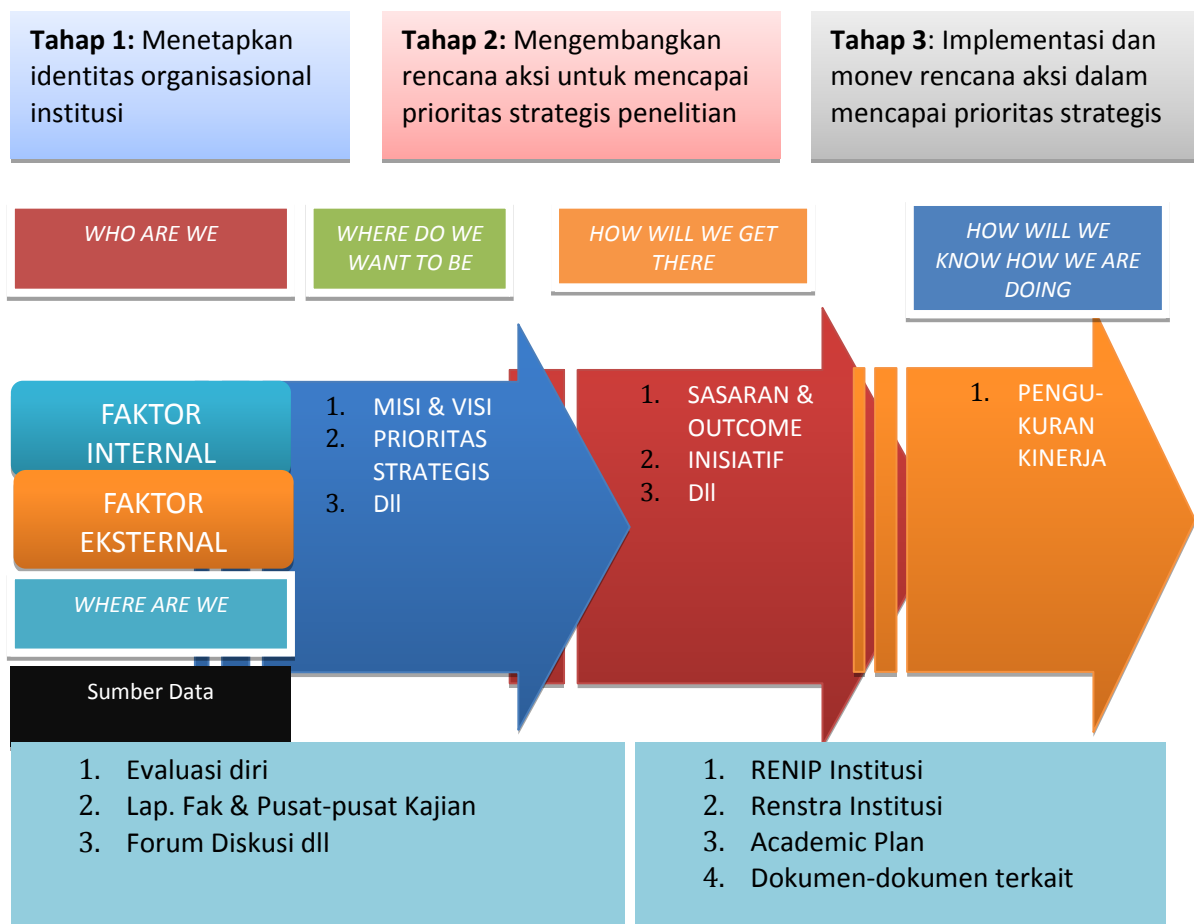 Tahap 1: Menetapkan
identitas organisasional
institusi
Tahap 2: Mengembangkan
rencana aksi untuk mencapai
prioritas strategis penelitian
Tahap 3: Implementasi dan
monev rencana aksi dalam
mencapai prioritas strategis
WHO ARE WE
WHERE DO WE
WANT TO BE
HOW WILL WE GET
THERE
HOW WILL WE
KNOW HOW WE ARE
DOING
FAKTOR
INTERNAL
FAKTOR
EKSTERNAL
WHERE ARE WE
Sumber Data
1. MISI & VISI
2. PRIORITAS
STRATEGIS
3. Dll
1. SASARAN &
OUTCOME
2. INISIATIF
3. Dll
1. PENGU-
KURAN
KINERJA
1. Evaluasi diri
2. Lap. Fak & Pusat-pusat Kajian
3. Forum Diskusi dll
1. RENIP Institusi
2. Renstra Institusi
3. Academic Plan
4. Dokumen-dokumen terkait